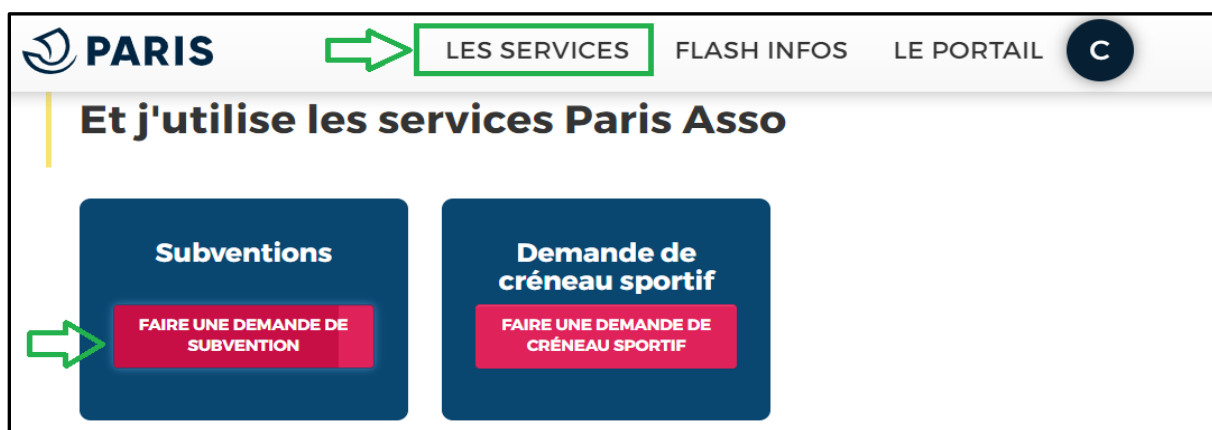 PARIS
LES SERVICES
FLASH INFOS
LE PORTAIL
C
Et j'utilise les services Paris Asso
Subventions
FAIRE UNE DEMANDE DE
SUBVENTION
Demande de
créneau sportif
FAIRE UNE DEMANDE DE
CRÉNEAU SPORTIF